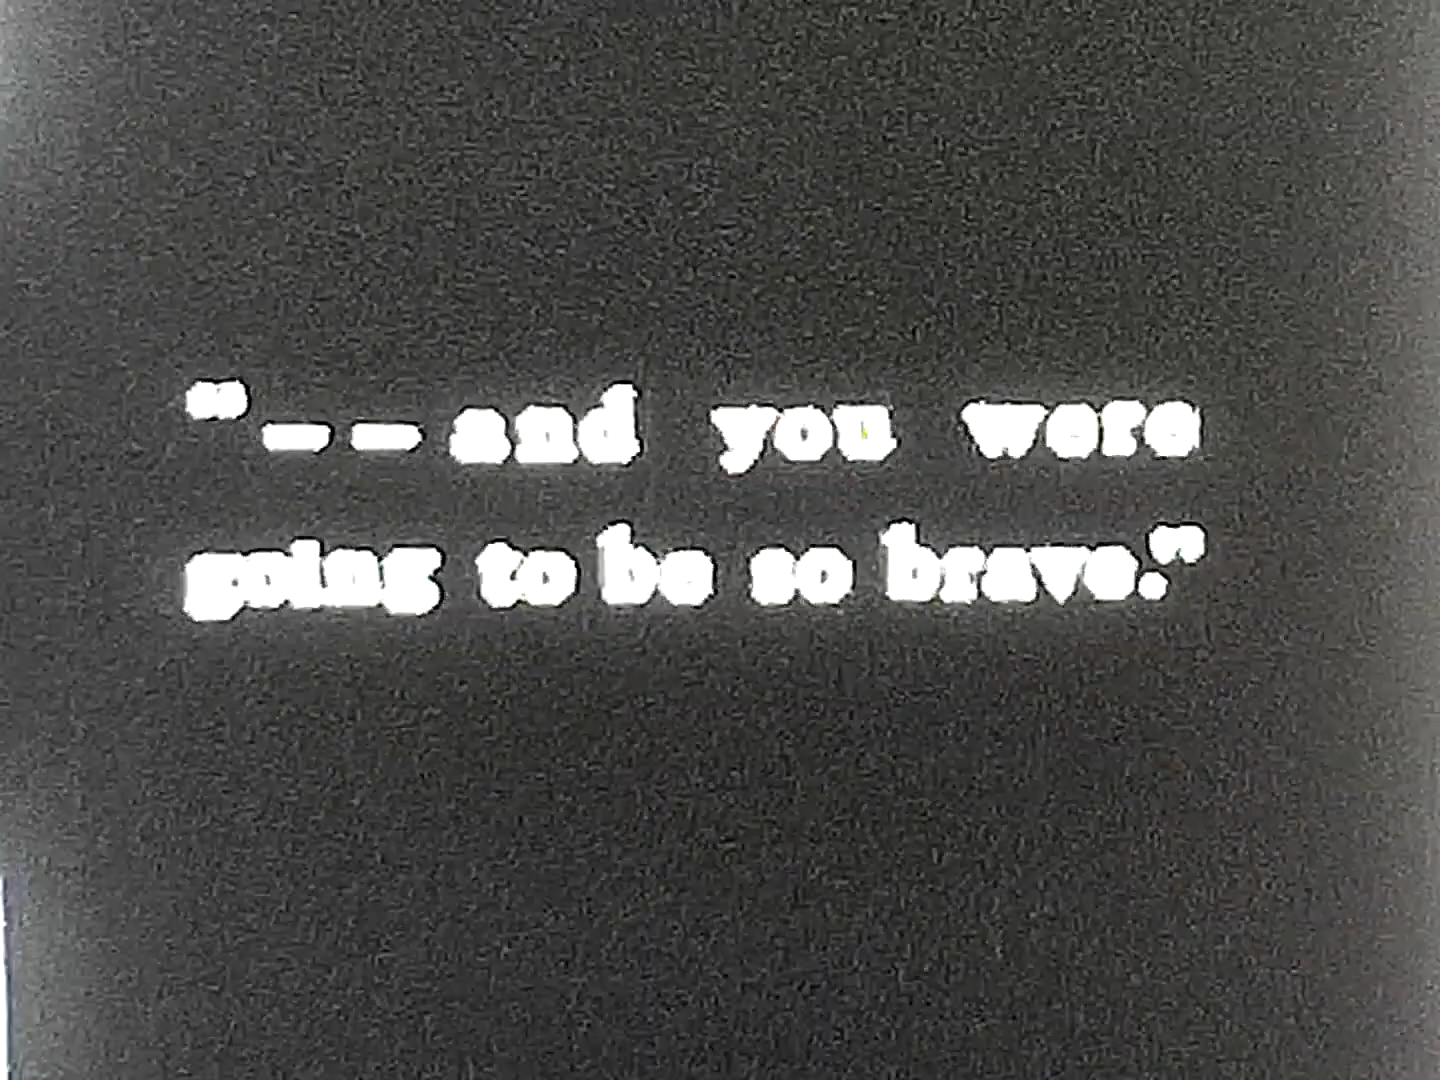 “— — and you were
going to be so brave.”